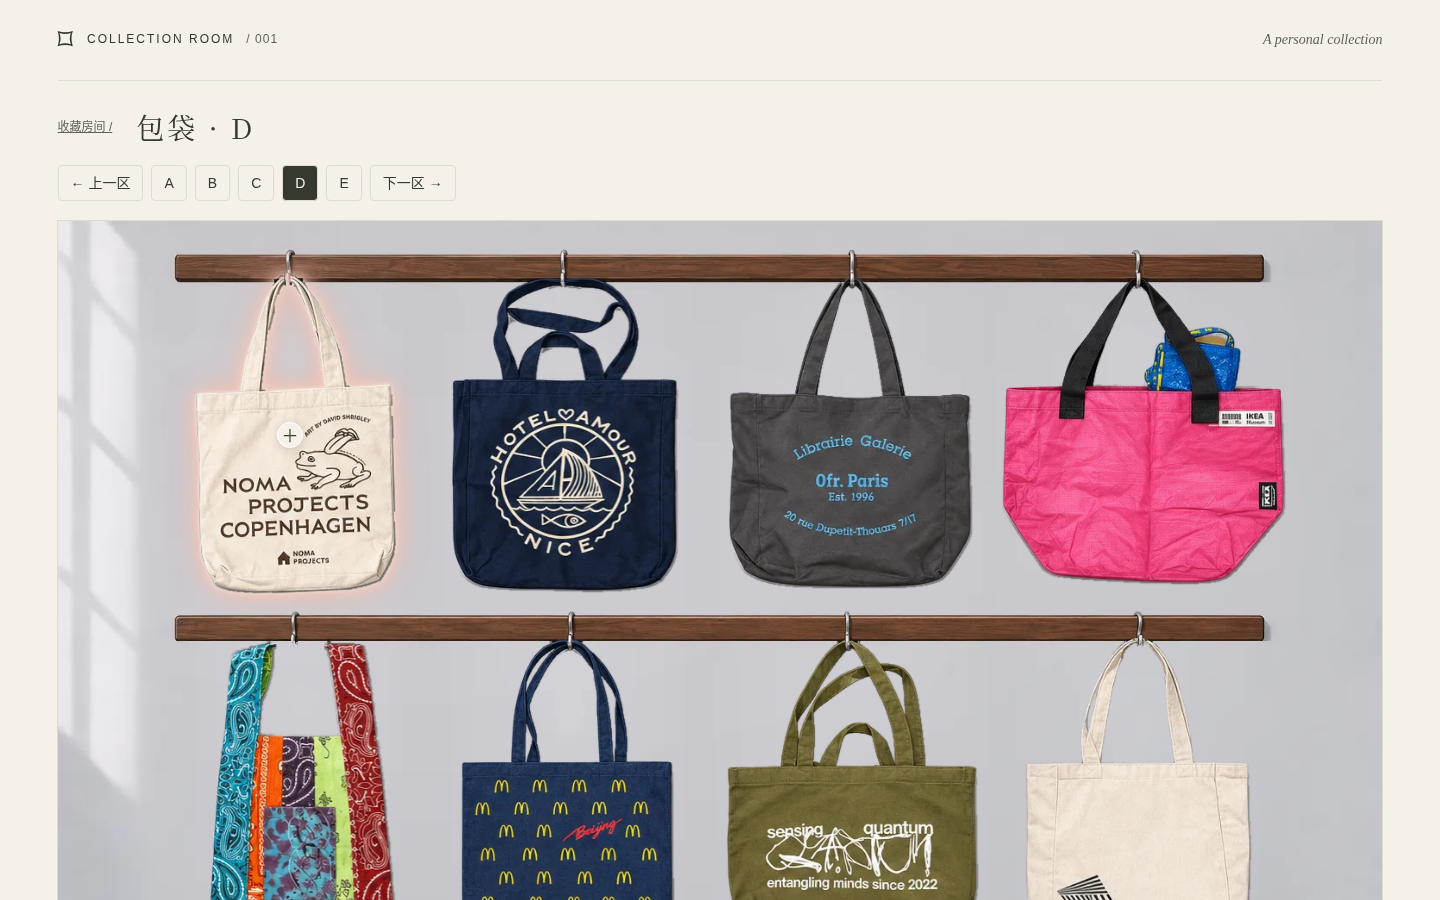 COLLECTION ROOM / 001
A personal collection
收藏房间 /
包袋 · D
← 上一区
A
B
C
D
E
下一区 →
ART BY DAVID SHRIGLEY
NOMA
PROJECTS
COPENHAGEN
NOMA
PROJECTS
HOTEL AMOUR
NICE
Librairie Galerie
Ofr. Paris
Est. 1996
20 rue Dupetit-Thouars 7/17
IKEA
Museum
IKEA
Beijing
sensing quantum
entangling minds since 2022